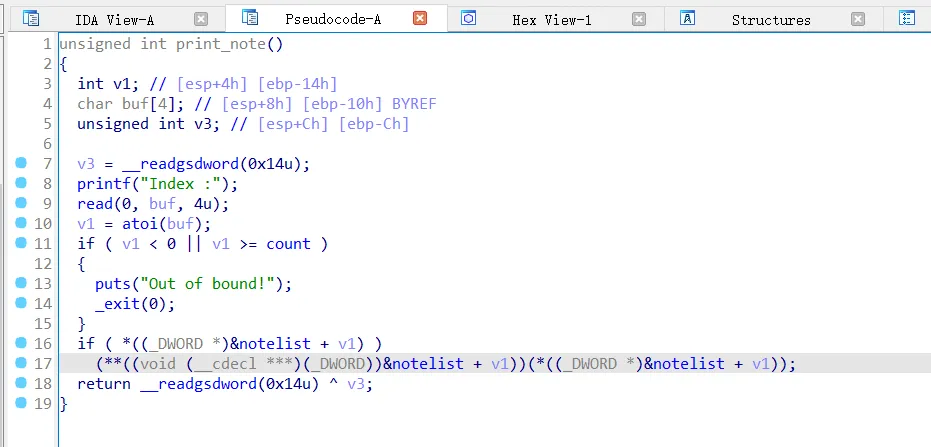 IDA View-A Pseudocode-A Hex View-1 Structures
1 unsigned int print_note()
2 {
3   int v1; // [esp+4h] [ebp-14h]
4   char buf[4]; // [esp+8h] [ebp-10h] BYREF
5   unsigned int v3; // [esp+Ch] [ebp-Ch]
6
7   v3 = __readgsdword(0x14u);
8   printf("Index :");
9   read(0, buf, 4u);
10   v1 = atoi(buf);
11   if ( v1 < 0 || v1 >= count )
12   {
13     puts("Out of bound!");
14     _exit(0);
15   }
16   if ( *((_DWORD *)&notelist + v1) )
17     (**((void (__cdecl ***)(_DWORD))&notelist + v1))(*((_DWORD *)&notelist + v1));
18   return __readgsdword(0x14u) ^ v3;
19 }